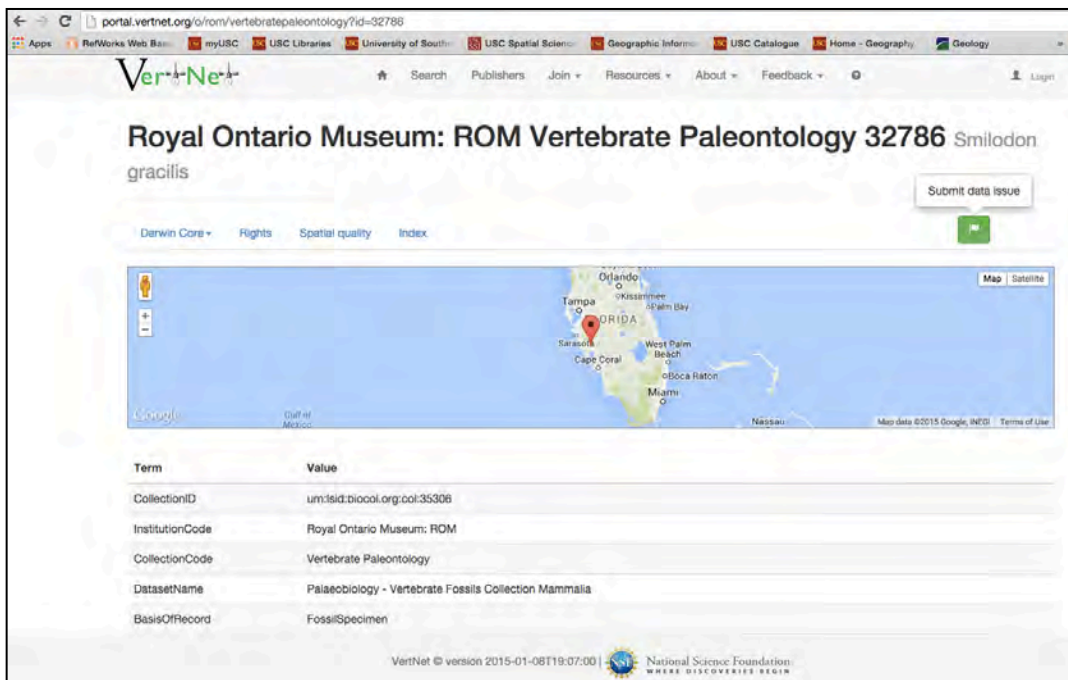 portal.vertnet.org/o/rom/vertebratepaleontology?id=32786
Apps RefWorks Web Bas myUSC USC Libraries University of South USC Spatial Science Geographic Inform USC Catalogue Home - Geography Geology »
VerNet Search Publishers Join Resources About Feedback Login
Royal Ontario Museum: ROM Vertebrate Paleontology 32786 Smilodon
gracilis
Submit data issue
Darwin Core Rights Spatial quality Index
Orlando
Map Satellite
Kissimmee
Tampa
Palm Bay
ORIDA
Sarasota
West Palm
Beach
Cape Coral
Boca Raton
Miami
Google
Gulf of
Mexico
Nassau
Map data ©2015 Google, INEGI Terms of Use
Term Value
CollectionID urn:lsid:biocol.org:col:35306
InstitutionCode Royal Ontario Museum: ROM
CollectionCode Vertebrate Paleontology
DatasetName Palaeobiology - Vertebrate Fossils Collection Mammalia
BasisOfRecord FossilSpecimen
VertNet © version 2015-01-08T19:07:00 | NSF National Science Foundation
WHERE DISCOVERIES BEGIN